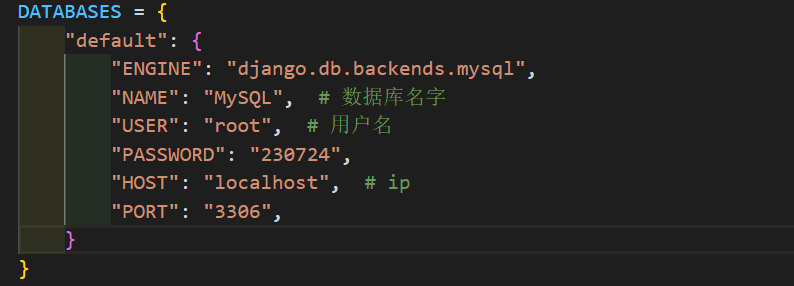 DATABASES = {
    "default": {
        "ENGINE": "django.db.backends.mysql",
        "NAME": "MySQL",  # 数据库名字
        "USER": "root",  # 用户名
        "PASSWORD": "230724",
        "HOST": "localhost",  # ip
        "PORT": "3306",
    }
}